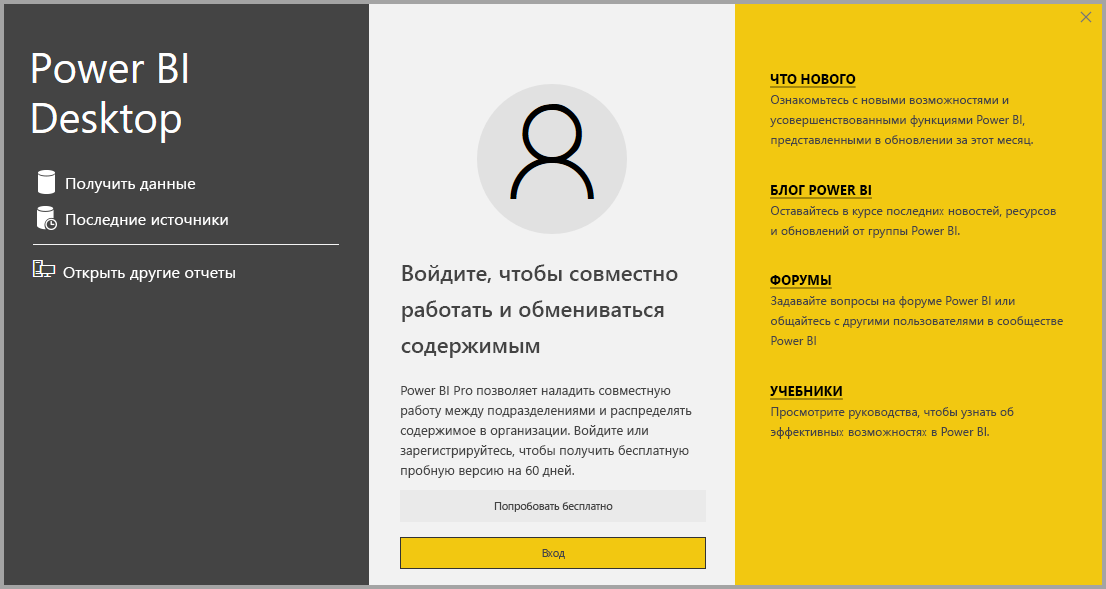 Power BI
Desktop
Получить данные
Последние источники
Открыть другие отчеты
Войдите, чтобы совместно
работать и обмениваться
содержимым
Power BI Pro позволяет наладить совместную
работу между подразделениями и распределять
содержимое в организации. Войдите или
зарегистрируйтесь, чтобы получить бесплатную
пробную версию на 60 дней.
Попробовать бесплатно
Вход
ЧТО НОВОГО
Ознакомьтесь с новыми возможностями и
усовершенствованными функциями Power BI,
представленными в обновлении за этот месяц.
БЛОГ POWER BI
Оставайтесь в курсе последних новостей, ресурсов
и обновлений от группы Power BI.
ФОРУМЫ
Задавайте вопросы на форуме Power BI или
общайтесь с другими пользователями в сообществе
Power BI
УЧЕБНИКИ
Просмотрите руководства, чтобы узнать об
эффективных возможностях в Power BI.